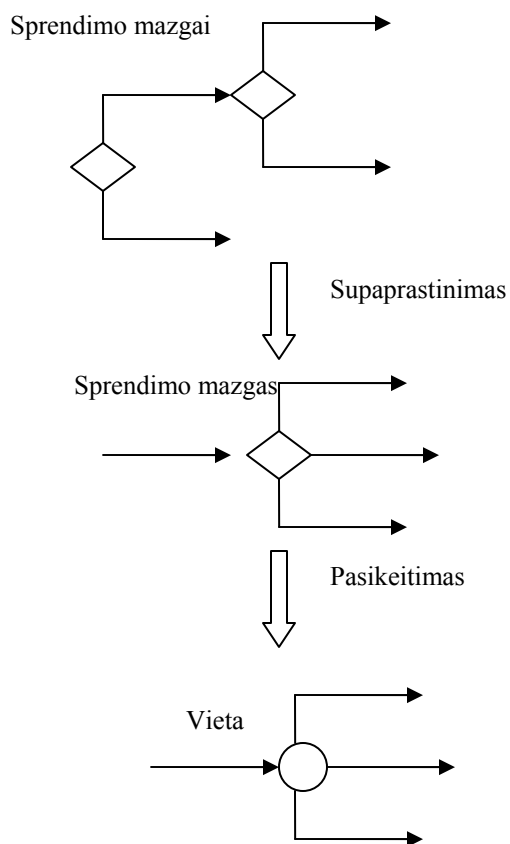 Sprendimo mazgai
Supaprastinimas
Sprendimo mazgas
Pasikeitimas
Vieta